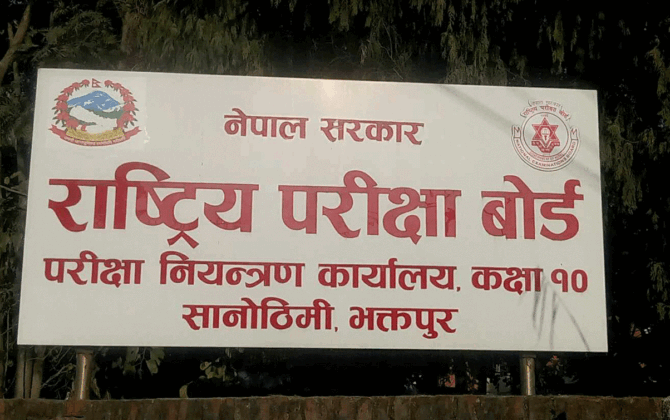 नेपाल सरकार
राष्ट्रिय परीक्षा बोर्ड
परीक्षा नियन्त्रण कार्यालय, कक्षा १०
सानोठिमी, भक्तपुर